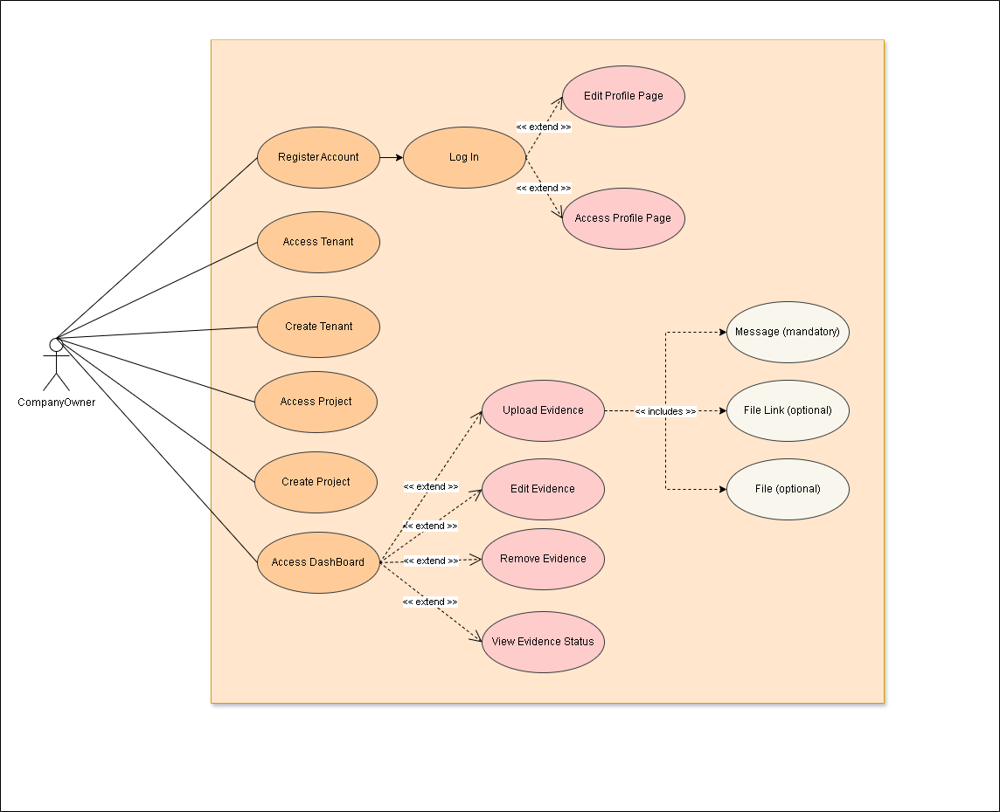 Edit Profile Page
<< extend >>
Register Account
Log In
<< extend >>
Access Profile Page
Access Tenant
Create Tenant
Message (mandatory)
CompanyOwner
Access Project
Upload Evidence
<< includes >>
File Link (optional)
Create Project
<< extend >>
Edit Evidence
File (optional)
<< extend >>
Access DashBoard
<< extend >>
Remove Evidence
<< extend >>
View Evidence Status